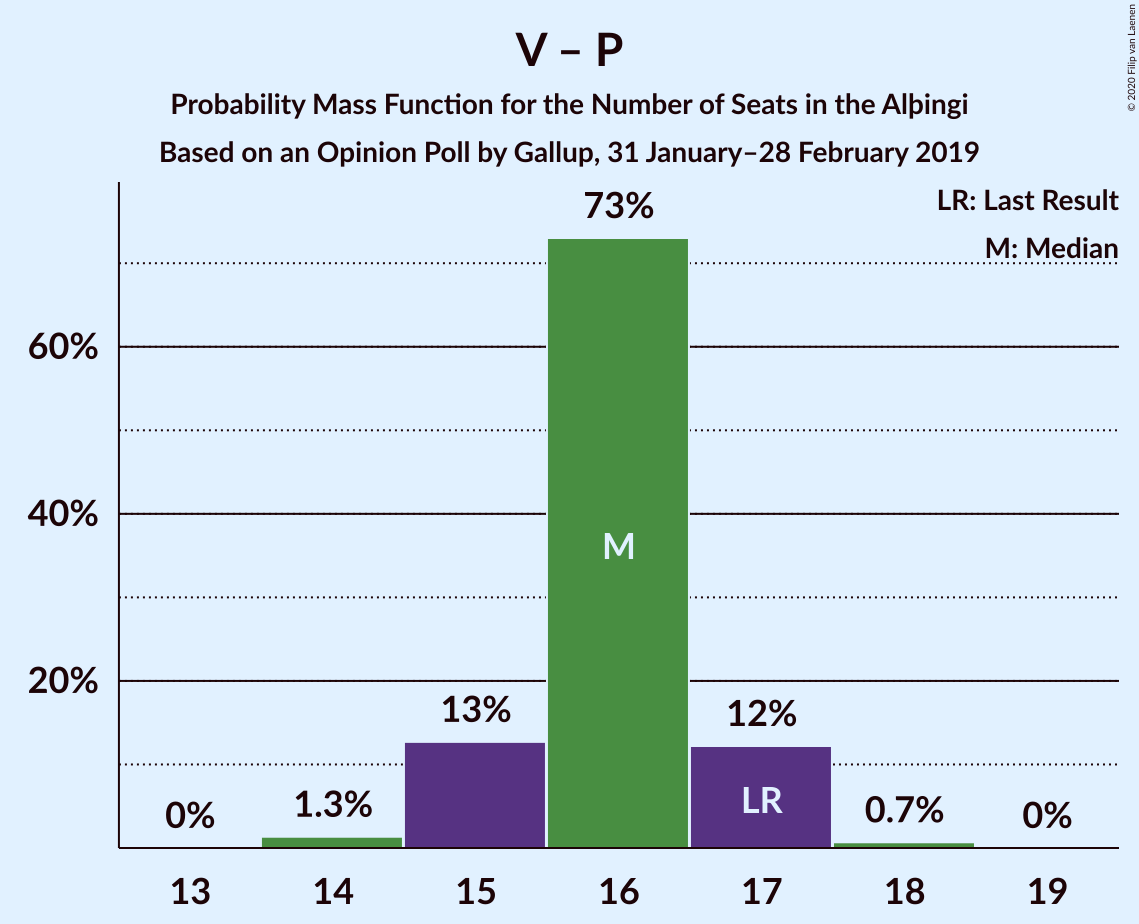 V – P
Probability Mass Function for the Number of Seats in the Alþingi
Based on an Opinion Poll by Gallup, 31 January–28 February 2019
© 2020 Filip van Laenen
LR: Last Result
M: Median
73%
60%
40%
M
20%
13%
12%
LR
0%
1.3%
0.7%
0%
13 14 15 16 17 18 19